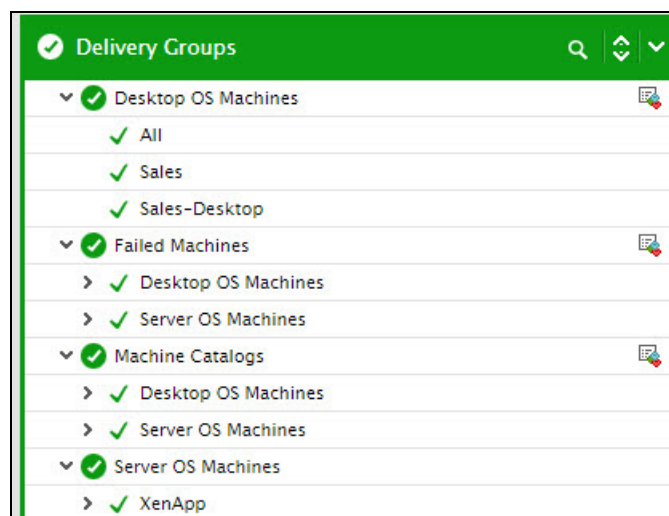 Delivery Groups
Desktop OS Machines
All
Sales
Sales-Desktop
Failed Machines
Desktop OS Machines
Server OS Machines
Machine Catalogs
Desktop OS Machines
Server OS Machines
Server OS Machines
XenApp